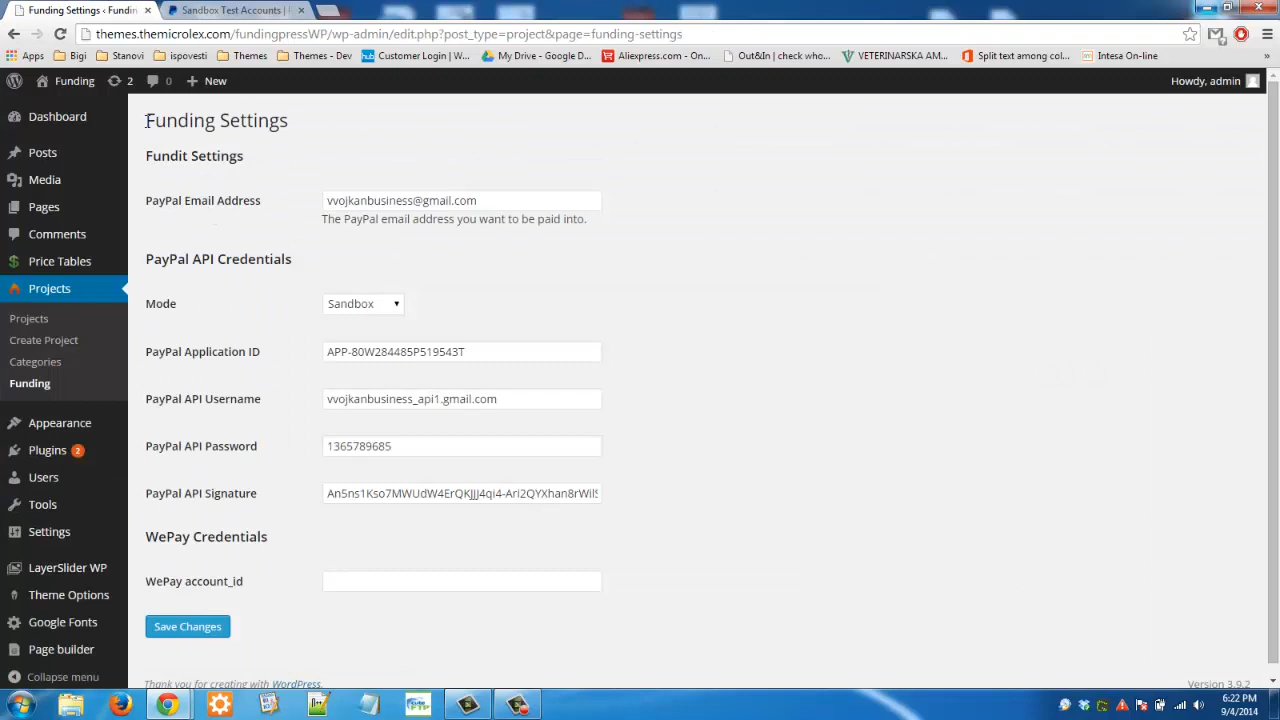 Funding Settings ‹ Fundin
Sandbox Test Accounts |
themes.themicrolex.com/fundingpressWP/wp-admin/edit.php?post_type=project&page=funding-settings
Apps Stanovi ispovesti Themes Themes - Dev Customer Login | W... My Drive - Google D... Aliexpress.com - On... Out&In | check who... VETERINARSKA AM... Split text among col... Intesa On-line »
Funding 2 0 New Howdy, admin
Dashboard
Posts
Media
Pages
Comments
Price Tables
Projects
Projects
Create Project
Categories
Funding
Appearance
Plugins 2
Users
Tools
Settings
LayerSlider WP
Theme Options
Google Fonts
Page builder
Collapse menu
Funding Settings
Fundit Settings
PayPal Email Address vvojkanbusiness@gmail.com
The PayPal email address you want to be paid into.
PayPal API Credentials
Mode Sandbox
PayPal Application ID APP-80W284485P519543T
PayPal API Username vvojkanbusiness_api1.gmail.com
PayPal API Password 1365789685
PayPal API Signature
WePay Credentials
WePay account_id
Save Changes
Thank you for creating with WordPress. Version 3.9.2
6:22 PM
9/4/2014